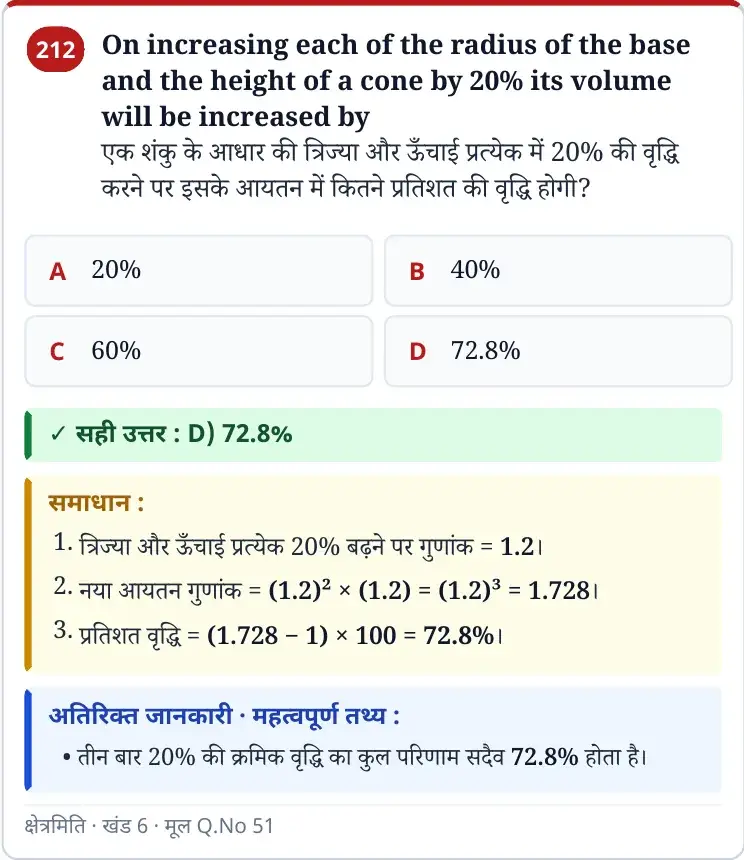 212
On increasing each of the radius of the base
and the height of a cone by 20% its volume
will be increased by
एक शंकु के आधार की त्रिज्या और ऊँचाई प्रत्येक में 20% की वृद्धि
करने पर इसके आयतन में कितने प्रतिशत की वृद्धि होगी?
A 20%
B 40%
C 60%
D 72.8%
✓ सही उत्तर : D) 72.8%
समाधान :
1. त्रिज्या और ऊँचाई प्रत्येक 20% बढ़ने पर गुणांक = 1.2।
2. नया आयतन गुणांक = (1.2)² × (1.2) = (1.2)³ = 1.728।
3. प्रतिशत वृद्धि = (1.728 − 1) × 100 = 72.8%।
अतिरिक्त जानकारी · महत्वपूर्ण तथ्य :
• तीन बार 20% की क्रमिक वृद्धि का कुल परिणाम सदैव 72.8% होता है।
क्षेत्रमिति · खंड 6 · मूल Q.No 51